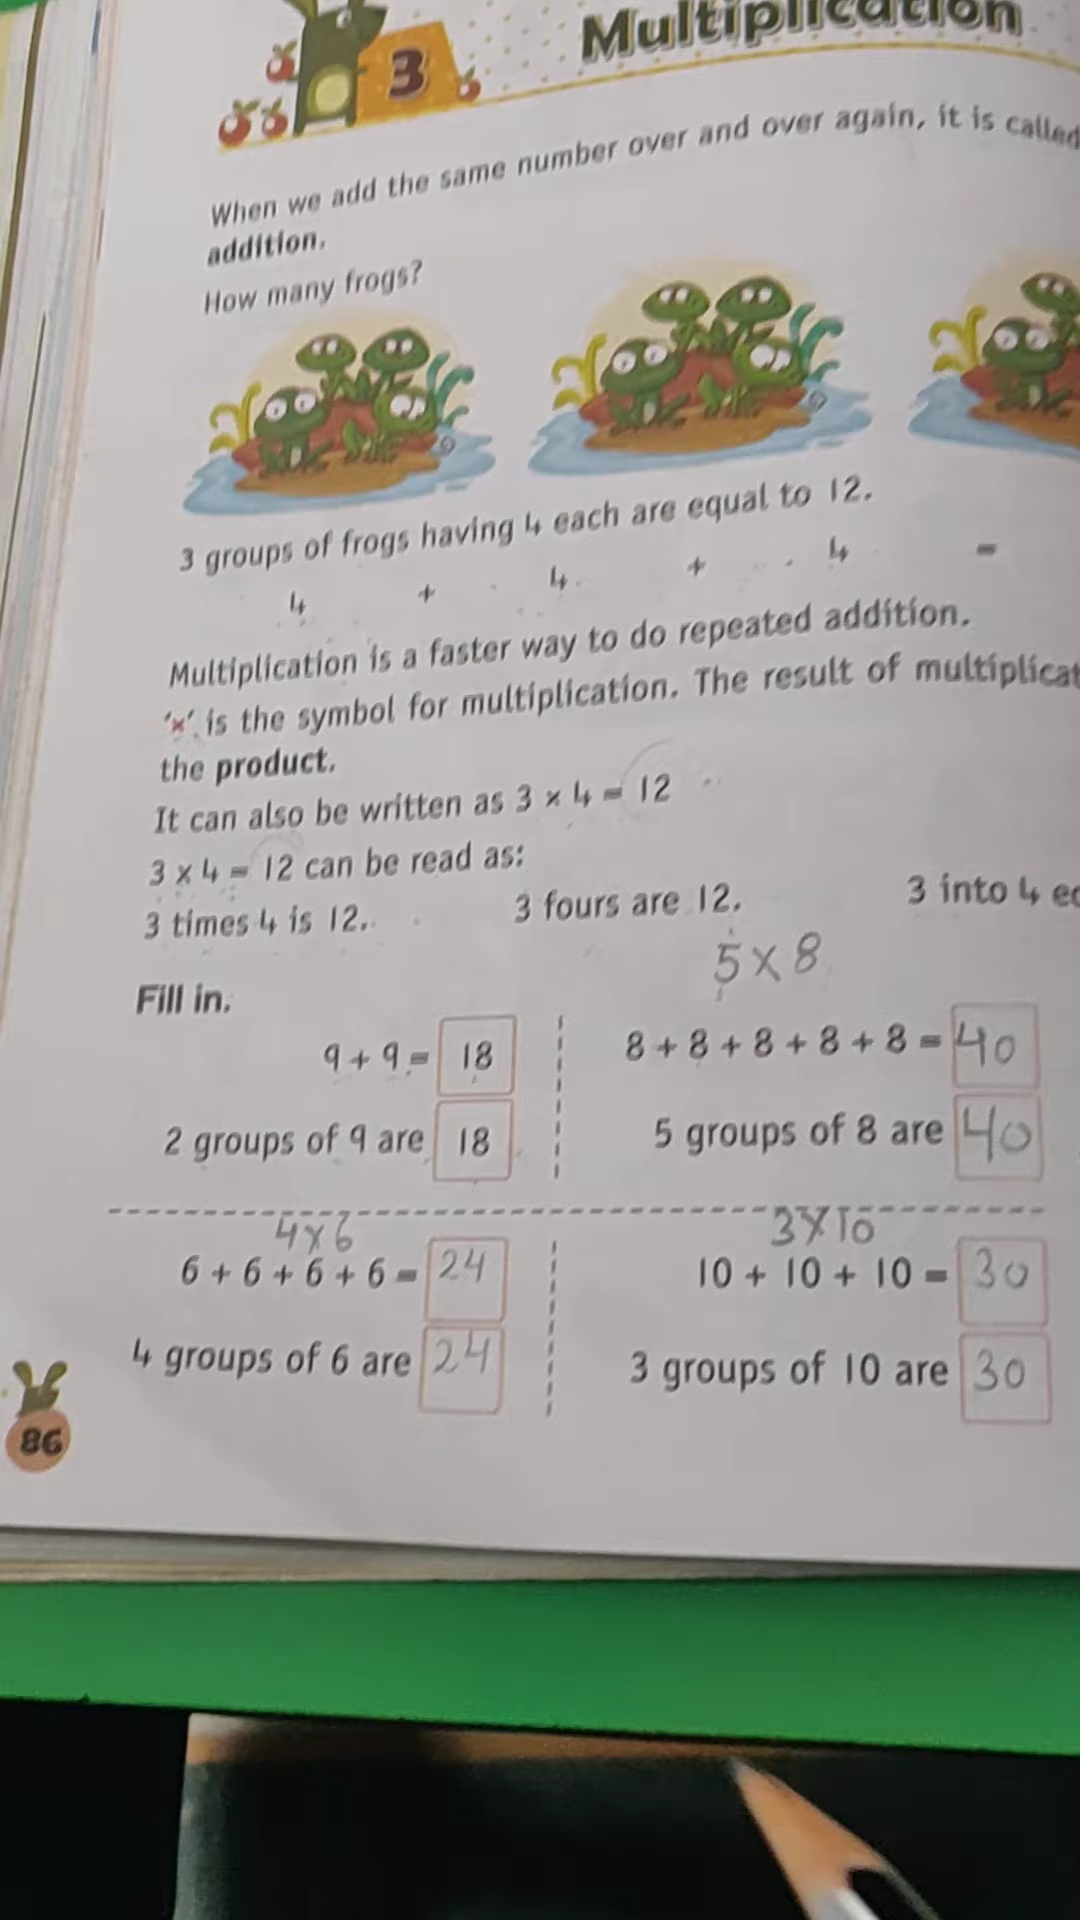 3
Multiplication
When we add the same number over and over again, it is called
addition.
How many frogs?
3 groups of frogs having 4 each are equal to 12.
4 + 4 + 4 =
Multiplication is a faster way to do repeated addition.
'×' is the symbol for multiplication. The result of multiplicat
the product.
It can also be written as 3 × 4 = 12
3 × 4 = 12 can be read as:
3 times 4 is 12. 3 fours are 12. 3 into 4 eq
5 × 8
Fill in.
9 + 9 = 18 8 + 8 + 8 + 8 + 8 = 40
2 groups of 9 are 18 5 groups of 8 are 40
4 × 6 3 × 10
6 + 6 + 6 + 6 = 24 10 + 10 + 10 = 30
4 groups of 6 are 24 3 groups of 10 are 30
86